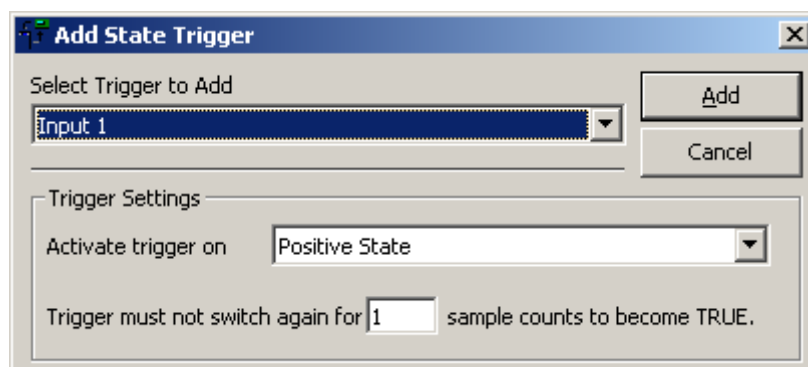 Add State Trigger
Select Trigger to Add
Input 1
Add
Cancel
Trigger Settings
Activate trigger on Positive State
Trigger must not switch again for 1 sample counts to become TRUE.